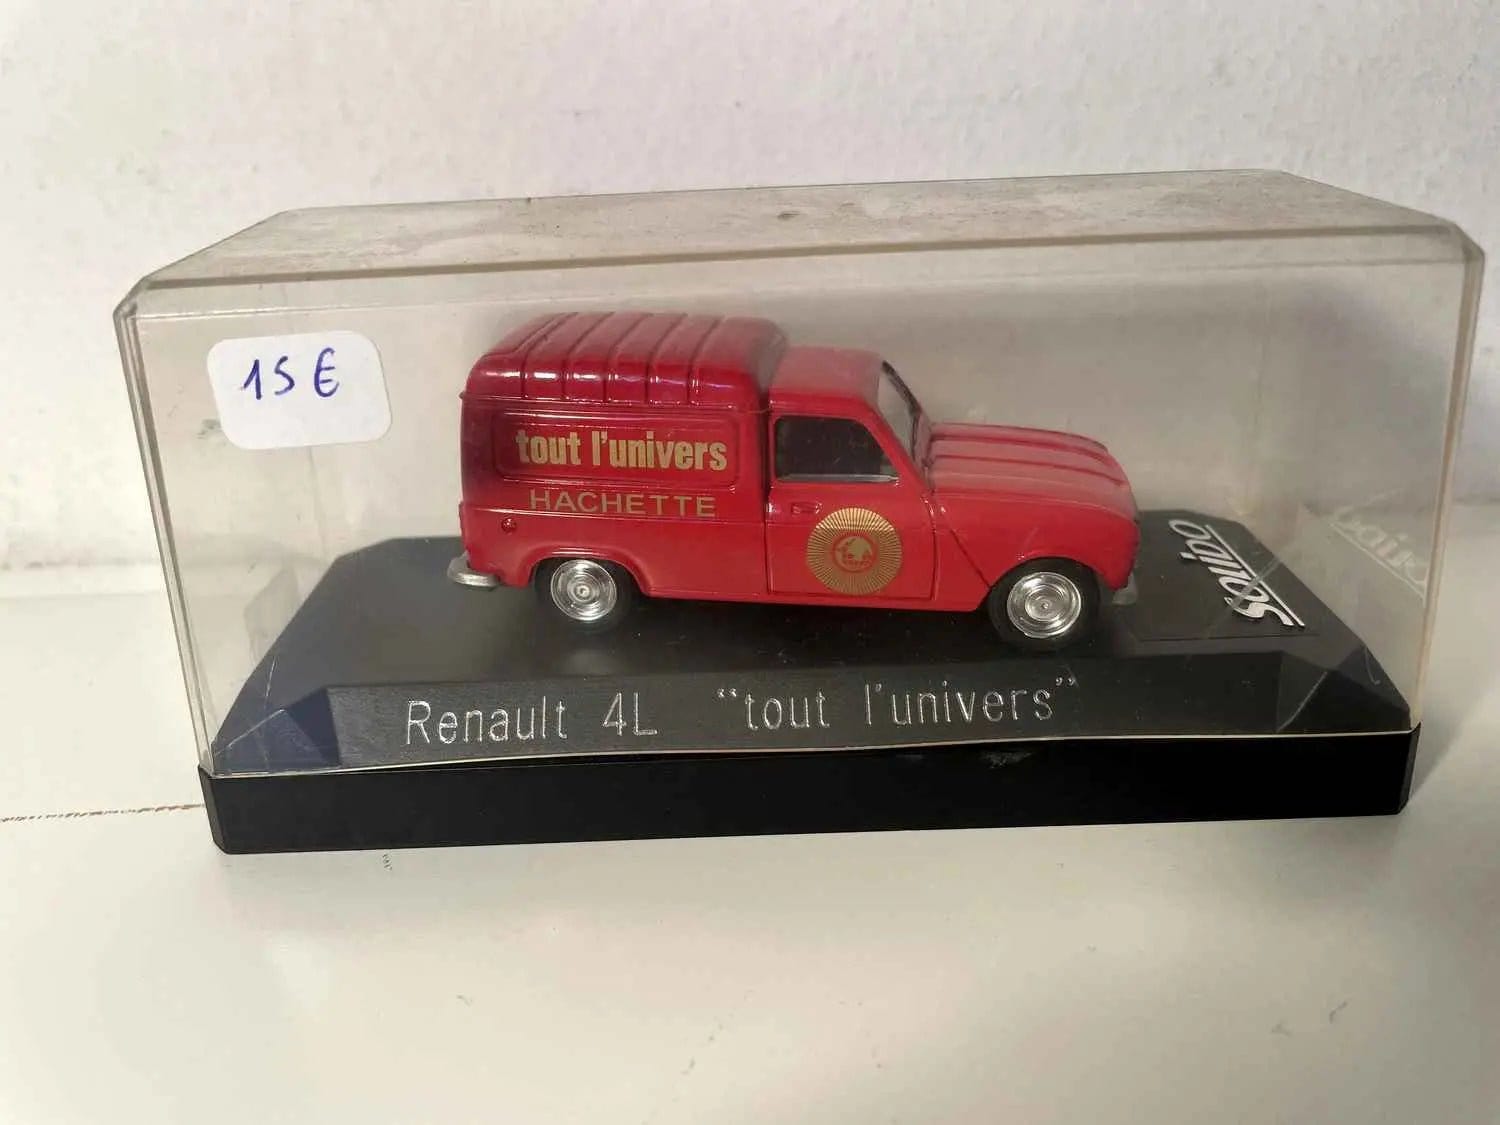 15 €
tout l'univers
HACHETTE
Solido
Renault 4L "tout l'univers"